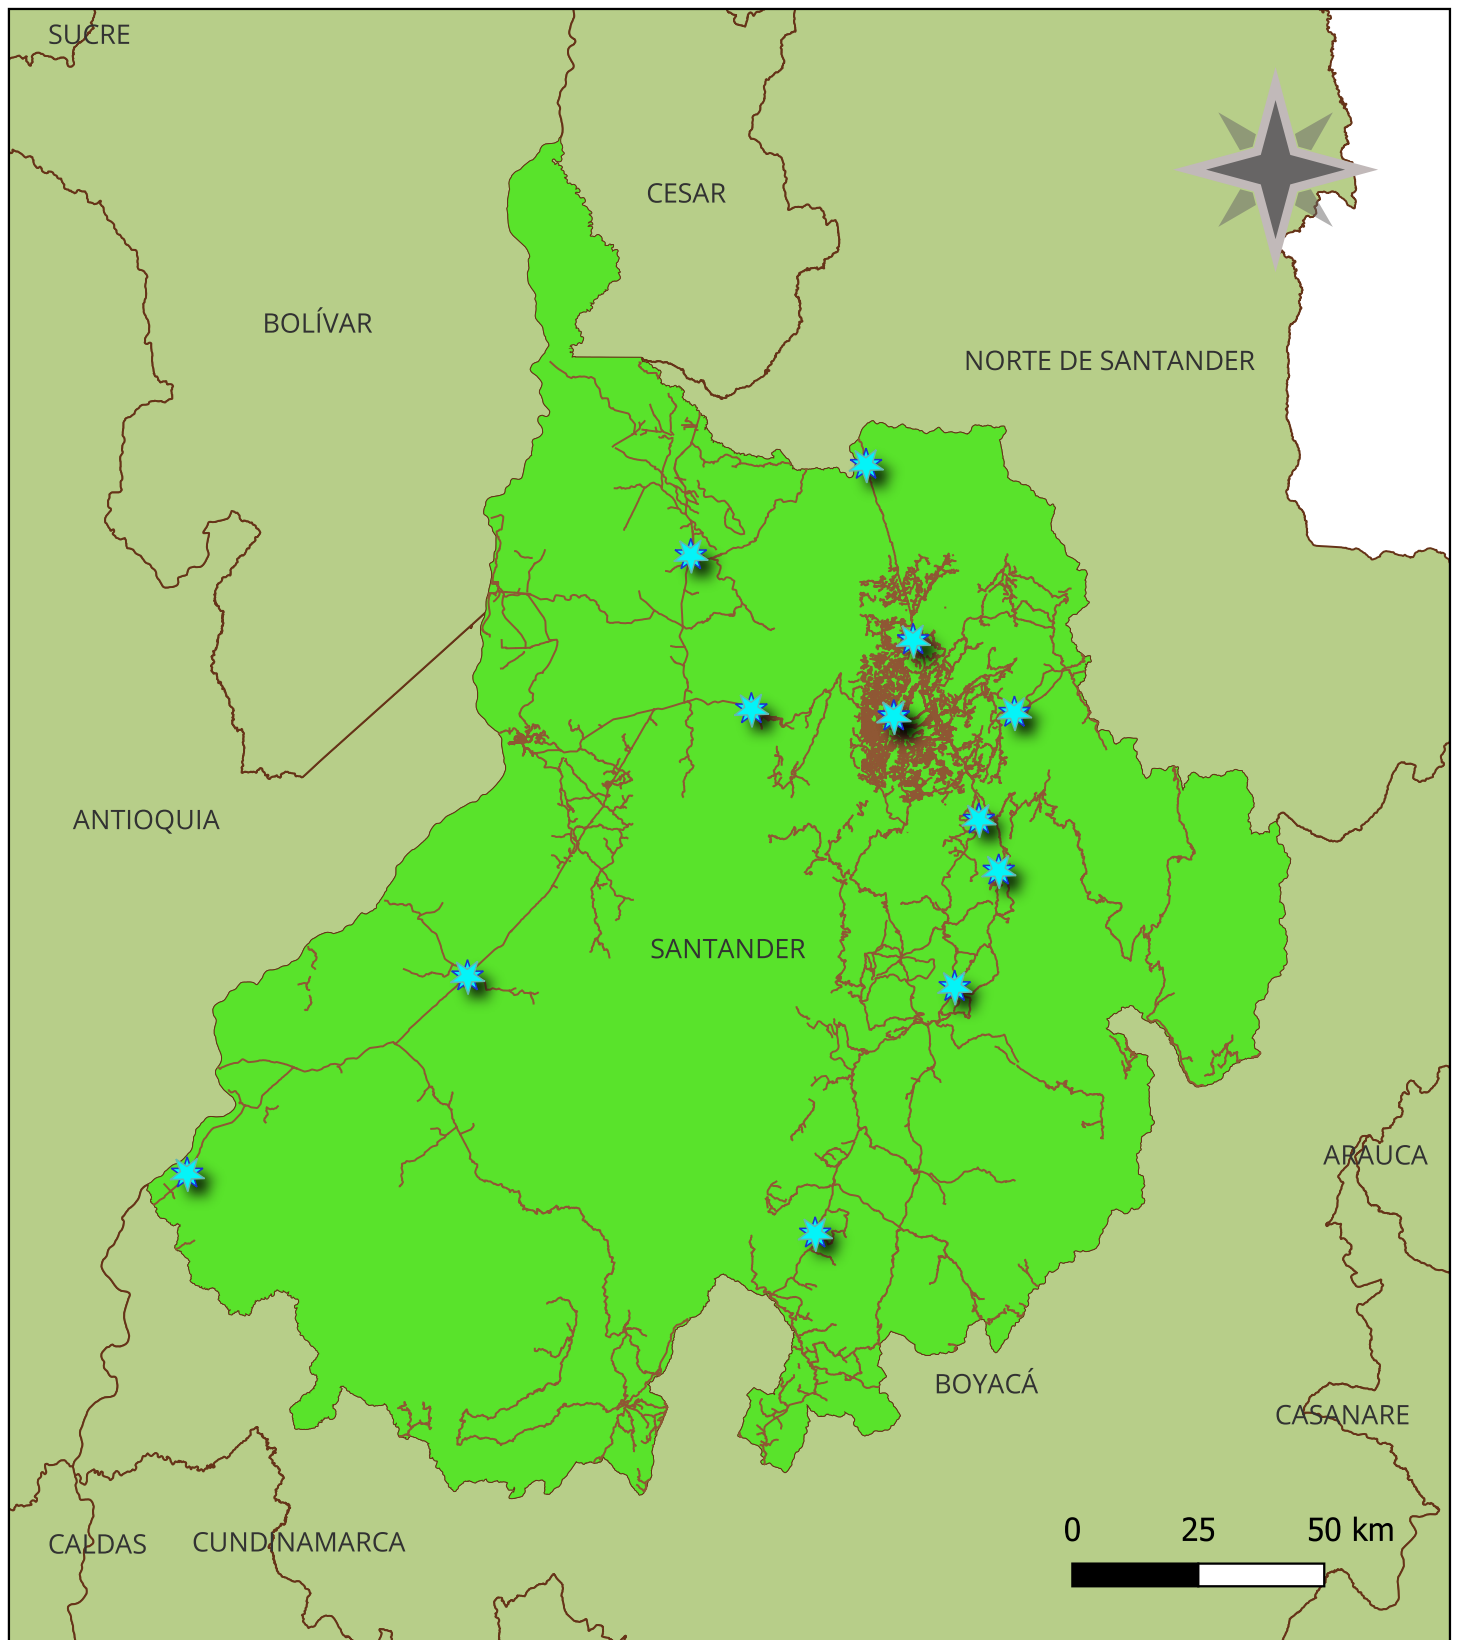 SUCRE
CESAR
BOLÍVAR
NORTE DE SANTANDER
ANTIOQUIA
SANTANDER
ARAUCA
BOYACÁ
CASANARE
CALDAS
CUNDINAMARCA
0 25 50 km